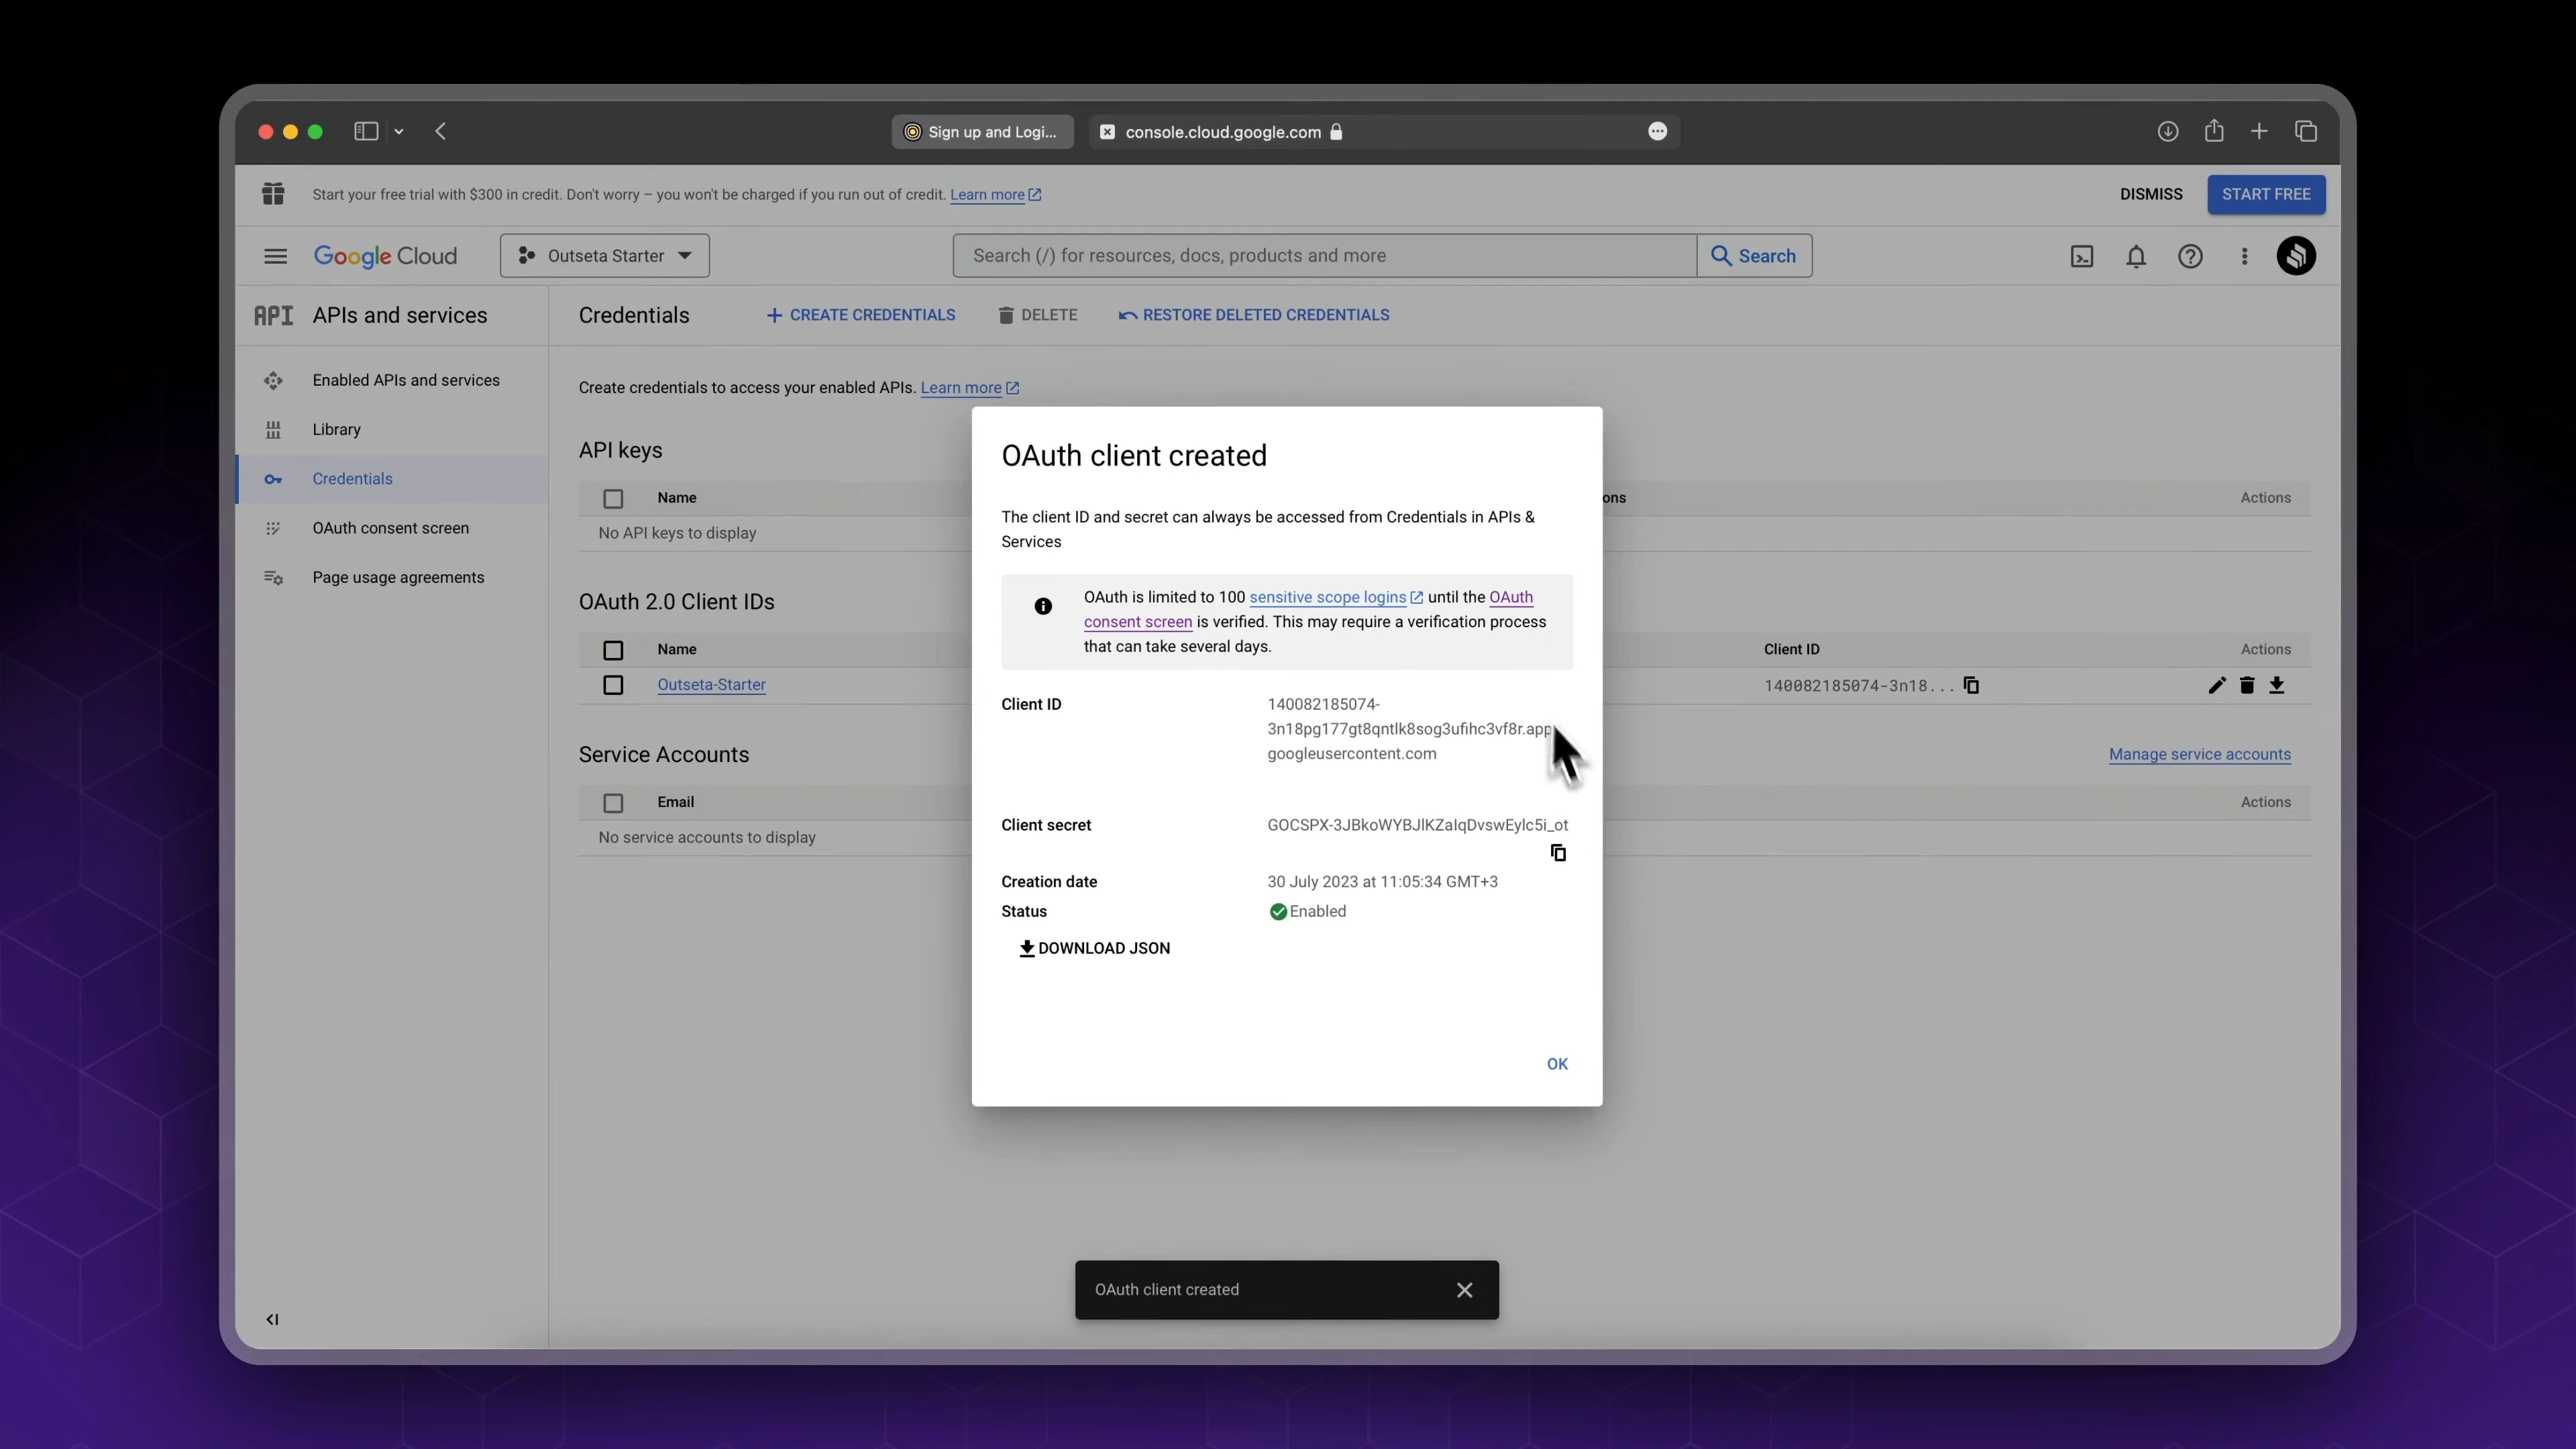 Sign up and Logi...
console.cloud.google.com
Start your free trial with $300 in credit. Don't worry – you won't be charged if you run out of credit. Learn more
DISMISS
START FREE
Google Cloud
Outseta Starter
Search (/) for resources, docs, products and more
Search
API APIs and services
Credentials
CREATE CREDENTIALS
DELETE
RESTORE DELETED CREDENTIALS
Enabled APIs and services
Library
Credentials
OAuth consent screen
Page usage agreements
Create credentials to access your enabled APIs. Learn more
API keys
Name
ons
Actions
No API keys to display
OAuth 2.0 Client IDs
Name
Client ID
Actions
Outseta-Starter
140082185074-3n18...
Service Accounts
Manage service accounts
Email
Actions
No service accounts to display
OAuth client created
The client ID and secret can always be accessed from Credentials in APIs &
Services
OAuth is limited to 100 sensitive scope logins until the OAuth
consent screen is verified. This may require a verification process
that can take several days.
Client ID
140082185074-
3n18pg177gt8qntlk8sog3ufihc3vf8r.app
googleusercontent.com
Client secret
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
Creation date
30 July 2023 at 11:05:34 GMT+3
Status
Enabled
DOWNLOAD JSON
OK
OAuth client created